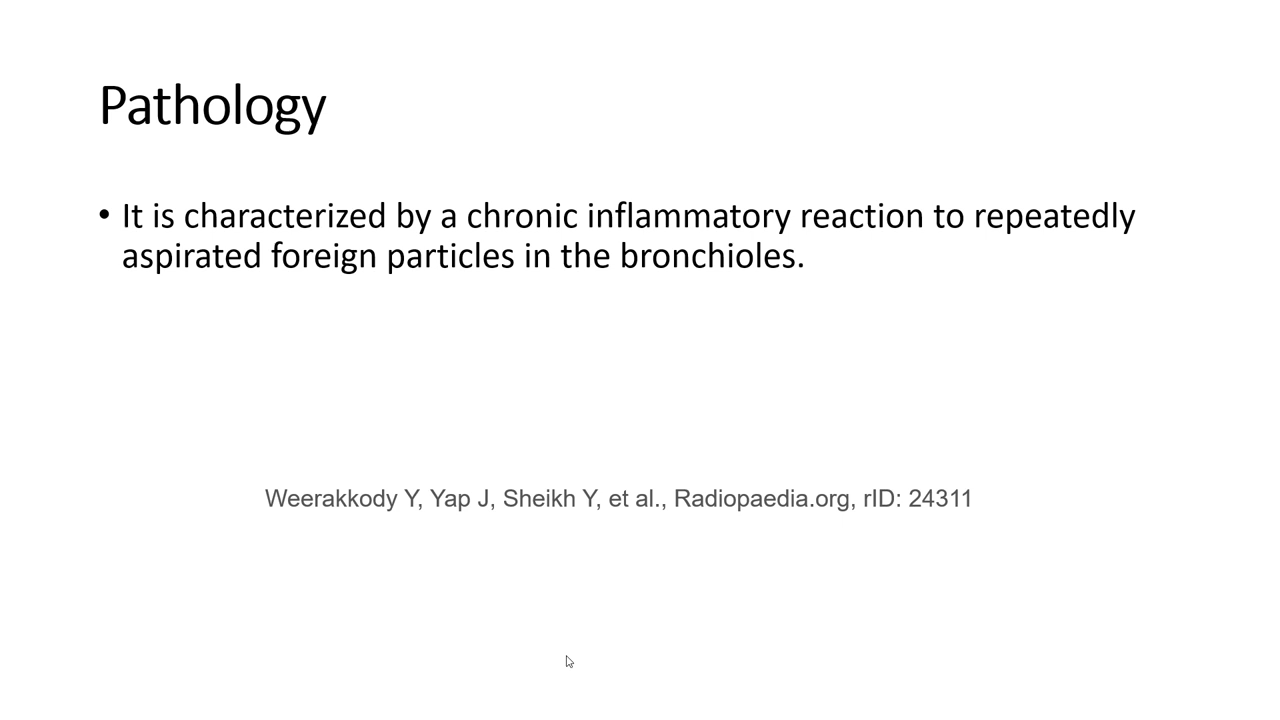 Pathology
• It is characterized by a chronic inflammatory reaction to repeatedly
aspirated foreign particles in the bronchioles.
Weerakkody Y, Yap J, Sheikh Y, et al., Radiopaedia.org, rID: 24311